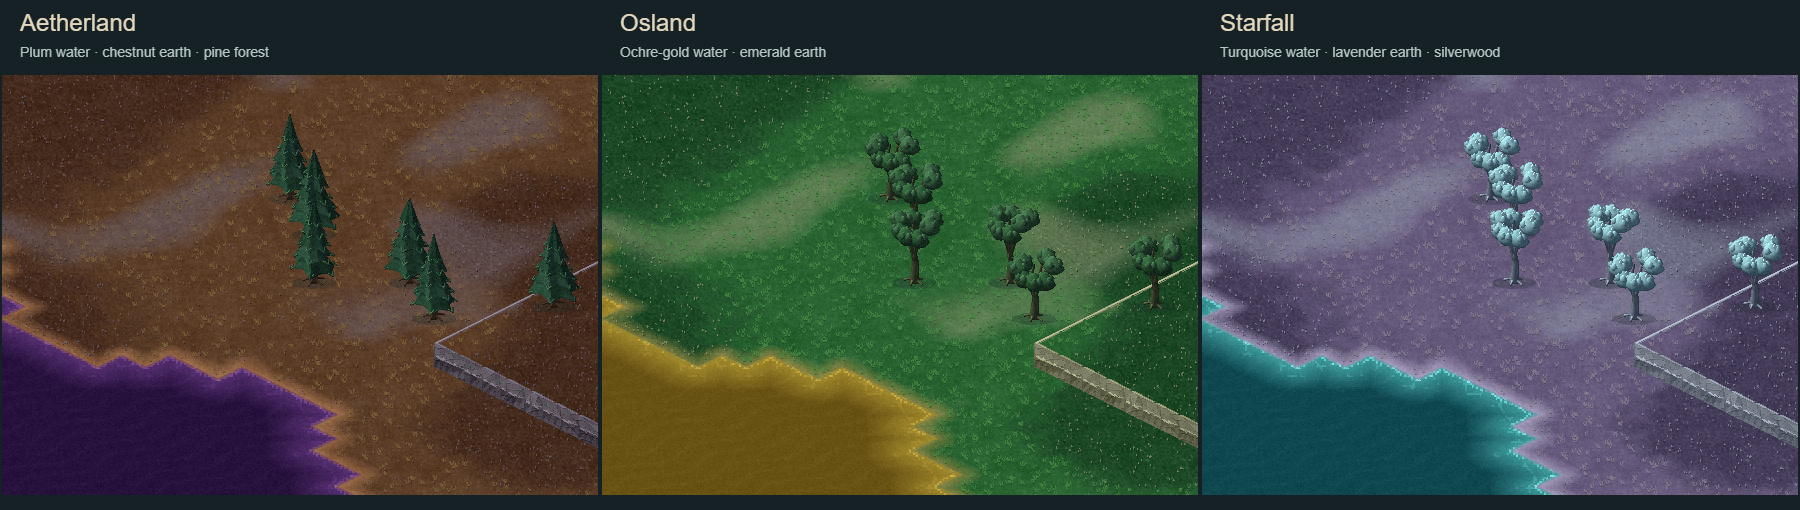 Aetherland
Plum water · chestnut earth · pine forest
Osland
Ochre-gold water · emerald earth
Starfall
Turquoise water · lavender earth · silverwood